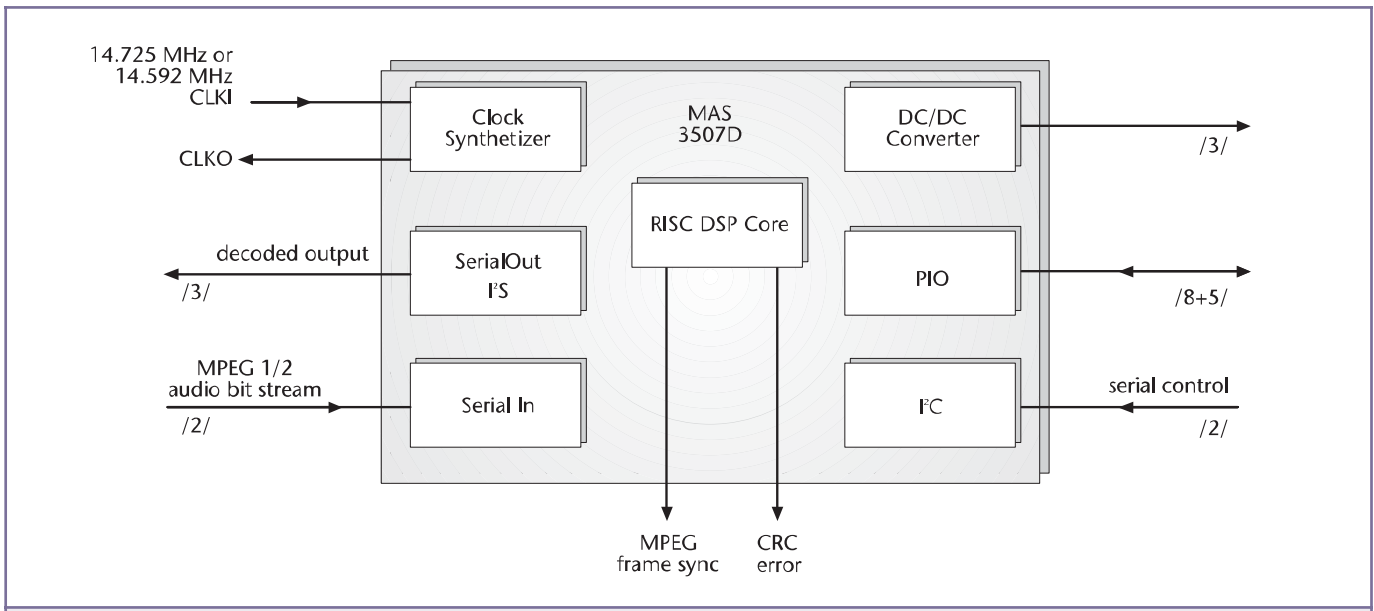 14.725 MHz or
14.592 MHz
CLKI
CLKO
Clock
Synthetizer
MAS
3507D
DC/DC
Converter
/3/
RISC DSP Core
decoded output
/3/
SerialOut
I²S
PIO
/8+5/
MPEG 1/2
audio bit stream
/2/
Serial In
I²C
serial control
/2/
MPEG
frame sync
CRC
error